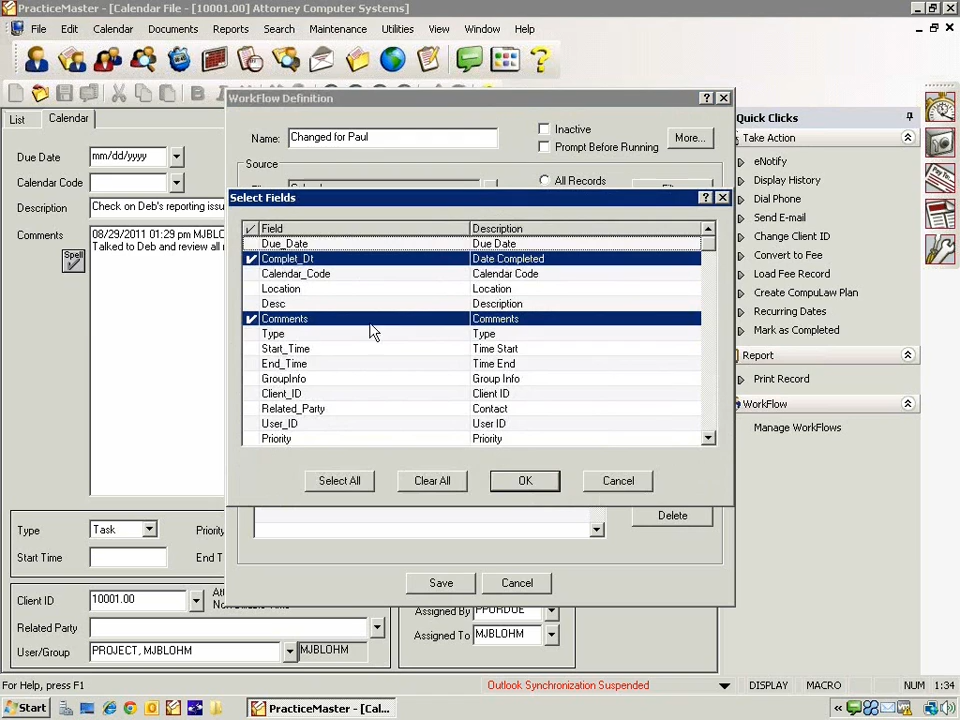 PracticeMaster - [Calendar File - [10001.00] Attorney Computer Systems]
File Edit Calendar Documents Reports Search Maintenance Utilities View Window Help
List Calendar
Due Date mm/dd/yyyy
Calendar Code
Description Check on Deb's reporting issu
Comments 08/29/2011 01:29 pm MJBLO
Talked to Deb and review all
Spell
Type Task Priority
Start Time End T
Client ID 10001.00
Related Party
User/Group PROJECT, MJBLOHM MJBLOHM
Assigned By PPURDUE
Assigned To MJBLOHM
WorkFlow Definition
Name: Changed for Paul
Inactive
Prompt Before Running
More...
Source
All Records
Select Fields
Field Description
Due_Date Due Date
Complet_Dt Date Completed
Calendar_Code Calendar Code
Location Location
Desc Description
Comments Comments
Type Type
Start_Time Time Start
End_Time Time End
GroupInfo Group Info
Client_ID Client ID
Related_Party Contact
User_ID User ID
Priority Priority
Select All Clear All OK Cancel
Delete
Save Cancel
Quick Clicks
Take Action
eNotify
Display History
Dial Phone
Send E-mail
Change Client ID
Convert to Fee
Load Fee Record
Create CompuLaw Plan
Recurring Dates
Mark as Completed
Report
Print Record
WorkFlow
Manage WorkFlows
For Help, press F1 Outlook Synchronization Suspended DISPLAY MACRO NUM 1:34
Start PracticeMaster - [Cal...